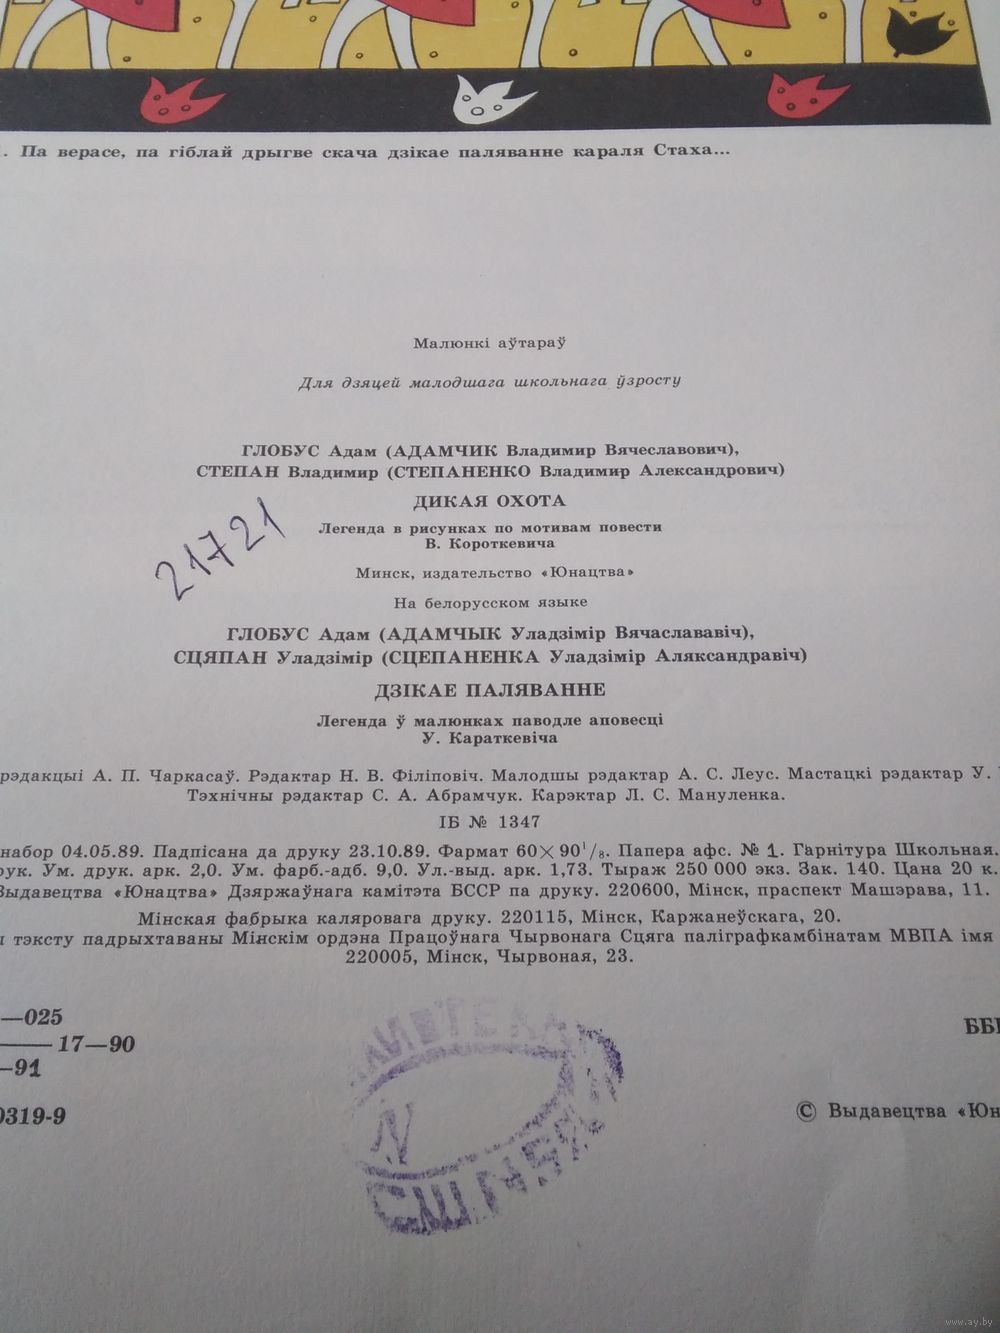 . Па верасе, па гіблай дрыгве скача дзікае паляванне караля Стаха...
Малюнкі аўтараў
Для дзяцей малодшага школьнага ўзросту
ГЛОБУС Адам (АДАМЧИК Владимир Вячеславович),
СТЕПАН Владимир (СТЕПАНЕНКО Владимир Александрович)
ДИКАЯ ОХОТА
Легенда в рисунках по мотивам повести
В. Короткевича
21721
Минск, издательство «Юнацтва»
На белорусском языке
ГЛОБУС Адам (АДАМЧЫК Уладзімір Вячаслававіч),
СЦЯПАН Уладзімір (СЦЕПАНЕНКА Уладзімір Аляксандравіч)
ДЗІКАЕ ПАЛЯВАННЕ
Легенда ў малюнках паводле аповесці
У. Караткевіча
рэдакцыі А. П. Чаркасаў. Рэдактар Н. В. Філіповіч. Малодшы рэдактар А. С. Леус. Мастацкі рэдактар У.
Тэхнічны рэдактар С. А. Абрамчук. Карэктар Л. С. Мануленка.
ІБ № 1347
набор 04.05.89. Падпісана да друку 23.10.89. Фармат 60×90¹/₈. Папера афс. № 1. Гарнітура Школьная.
рук. Ум. друк. арк. 2,0. Ум. фарб.-адб. 9,0. Ул.-выд. арк. 1,73. Тыраж 250 000 экз. Зак. 140. Цана 20 к.
Выдавецтва «Юнацтва» Дзяржаўнага камітэта БССР па друку. 220600, Мінск, праспект Машэрава, 11.
Мінская фабрыка каляровага друку. 220115, Мінск, Каржанеўскага, 20.
тэксту падрыхтаваны Мінскім ордэна Працоўнага Чырвонага Сцяга паліграфкамбінатам МВПА імя
220005, Мінск, Чырвоная, 23.
—025
17—90
—91
0319-9
ББ
© Выдавецтва «Юн
www.ay.by